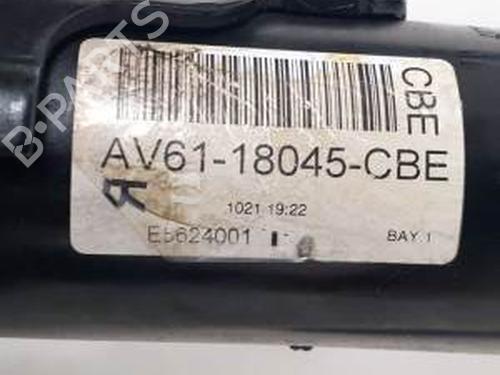 B-PARTS
CBE
AV61-18045-CBE
R
1021 19:22
E5624001
BAY 1